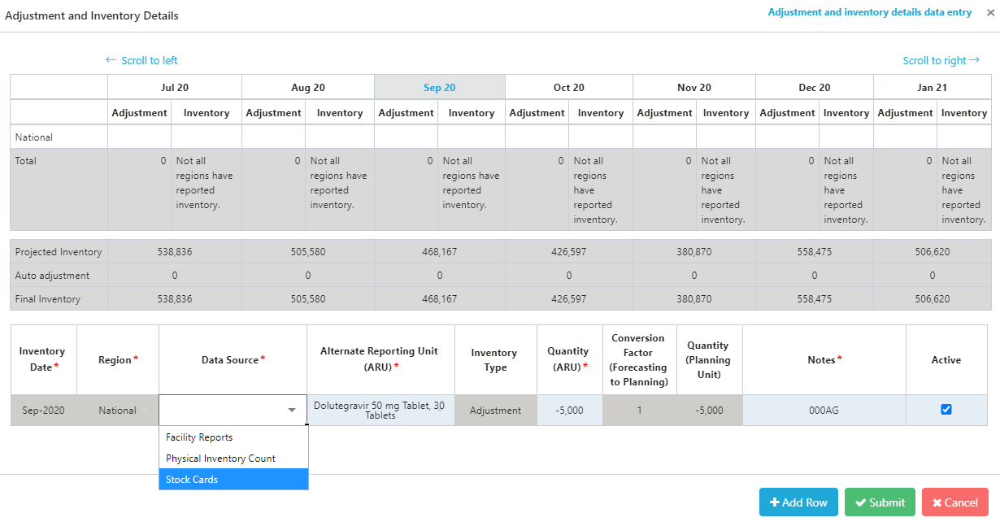 Adjustment and Inventory Details
Adjustment and inventory details data entry ×
← Scroll to left
Scroll to right →
Jul 20 Aug 20 Sep 20 Oct 20 Nov 20 Dec 20 Jan 21
Adjustment Inventory Adjustment Inventory Adjustment Inventory Adjustment Inventory Adjustment Inventory Adjustment Inventory Adjustment Inventory
National
Total 0 Not all 0 Not all 0 Not all 0 Not all 0 Not all 0 Not all 0 Not all
regions have regions have regions have regions regions regions regions
reported reported reported have have have have
inventory. inventory. inventory. reported reported reported reported
inventory. inventory. inventory. inventory.
Projected Inventory 538,836 505,580 468,167 426,597 380,870 558,475 506,620
Auto adjustment 0 0 0 0 0 0 0
Final Inventory 538,836 505,580 468,167 426,597 380,870 558,475 506,620
Inventory
Date*
Region*
Data Source*
Alternate Reporting Unit
(ARU)*
Inventory
Type
Quantity
(ARU)*
Conversion
Factor
(Forecasting
to Planning)
Quantity
(Planning
Unit)
Notes*
Active
Sep-2020
National
Dolutegravir 50 mg Tablet, 30
Tablets
Adjustment
-5,000
1
-5,000
000AG
Facility Reports
Physical Inventory Count
Stock Cards
Add Row
Submit
Cancel